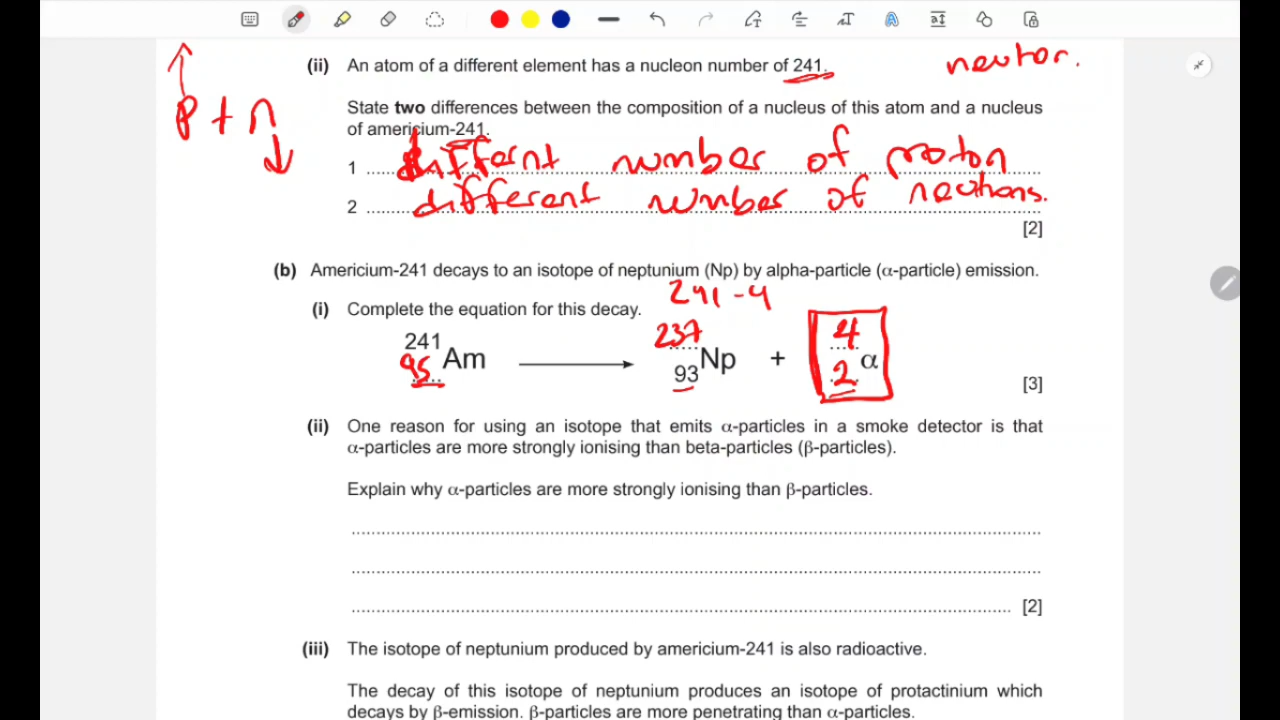 neutor.
(ii) An atom of a different element has a nucleon number of 241.
P + n
State two differences between the composition of a nucleus of this atom and a nucleus
of americium-241.
1 different number of proton
2 different number of neutrons.
[2]
(b) Americium-241 decays to an isotope of neptunium (Np) by alpha-particle (α-particle) emission.
241 - 4
(i) Complete the equation for this decay.
241 237 4
Am Np + α
95 93 2
[3]
(ii) One reason for using an isotope that emits α-particles in a smoke detector is that
α-particles are more strongly ionising than beta-particles (β-particles).
Explain why α-particles are more strongly ionising than β-particles.
[2]
(iii) The isotope of neptunium produced by americium-241 is also radioactive.
The decay of this isotope of neptunium produces an isotope of protactinium which
decays by β-emission. β-particles are more penetrating than α-particles.